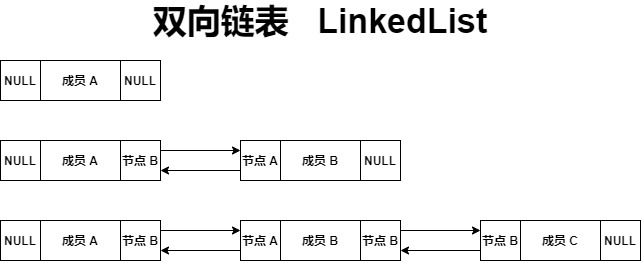 双向链表 LinkedList
NULL 成员 A NULL
NULL 成员 A 节点 B 节点 A 成员 B NULL
NULL 成员 A 节点 B 节点 A 成员 B 节点 B 节点 B 成员 C NULL